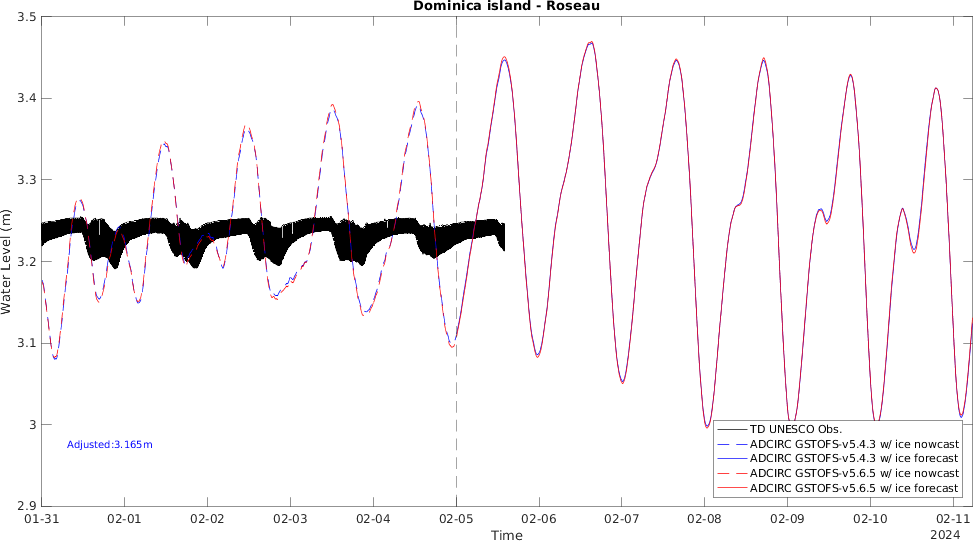 Dominica island - Roseau
3.5
3.4
3.3
3.2
3.1
3
2.9
Water Level (m)
Adjusted:3.165m
TD UNESCO Obs.
ADCIRC GSTOFS-v5.4.3 w/ ice nowcast
ADCIRC GSTOFS-v5.4.3 w/ ice forecast
ADCIRC GSTOFS-v5.6.5 w/ ice nowcast
ADCIRC GSTOFS-v5.6.5 w/ ice forecast
01-31 02-01 02-02 02-03 02-04 02-05 02-06 02-07 02-08 02-09 02-10 02-11
Time 2024